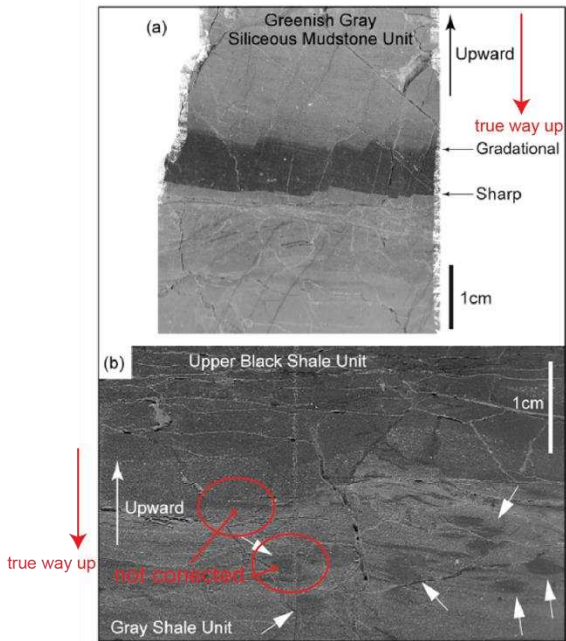 (a)
Greenish Gray
Siliceous Mudstone Unit
Upward
true way up
Gradational
Sharp
1cm
(b)
Upper Black Shale Unit
1cm
Upward
true way up
not conected
Gray Shale Unit